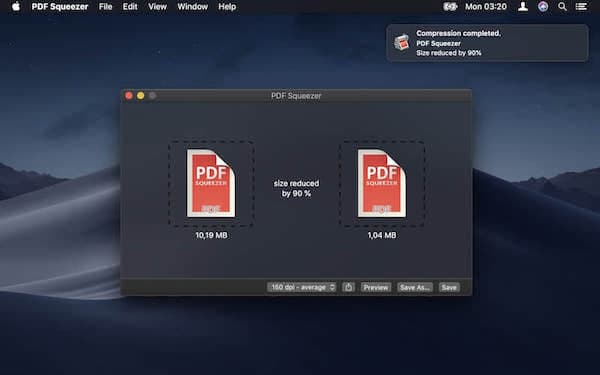 PDF Squeezer File Edit View Window Help Mon 03:20
Compression completed.
PDF Squeezer
Size reduced by 90%
PDF Squeezer
PDF
SQUEEZER
size reduced
by 90 %
PDF
SQUEEZER
10,19 MB
1,04 MB
150 dpi - average Preview Save As... Save